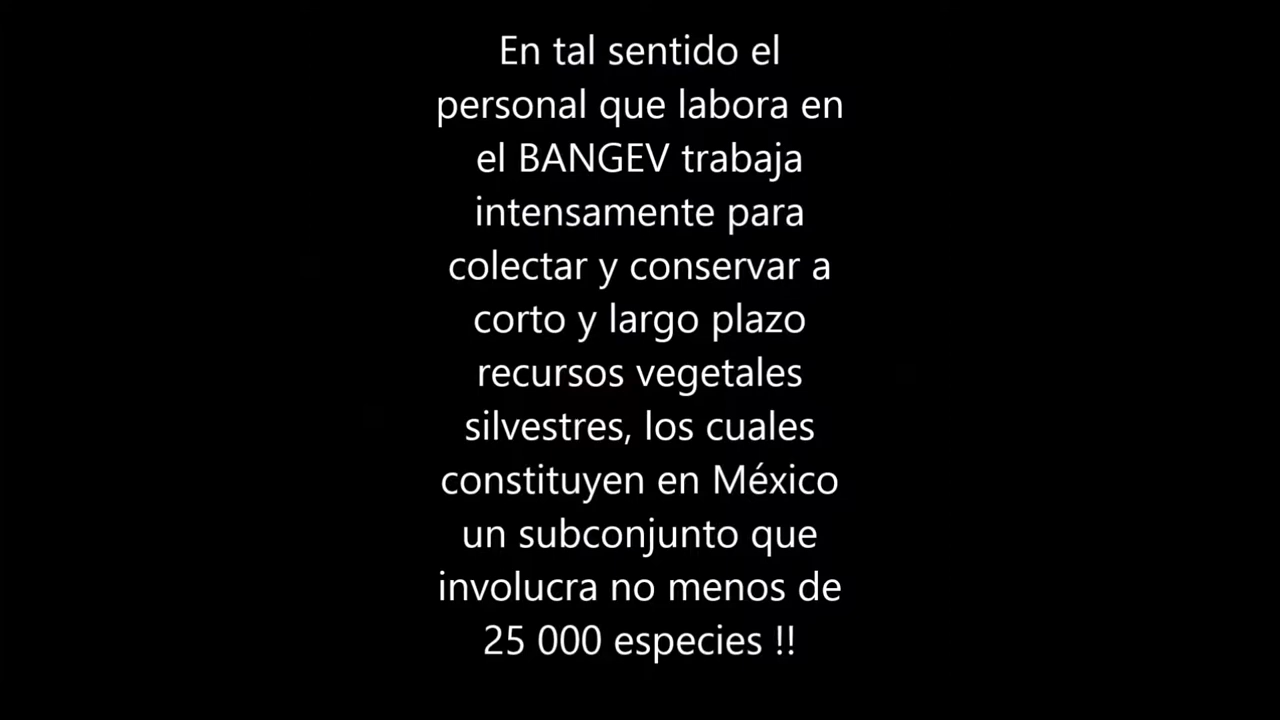 En tal sentido el
personal que labora en
el BANGEV trabaja
intensamente para
colectar y conservar a
corto y largo plazo
recursos vegetales
silvestres, los cuales
constituyen en México
un subconjunto que
involucra no menos de
25 000 especies !!